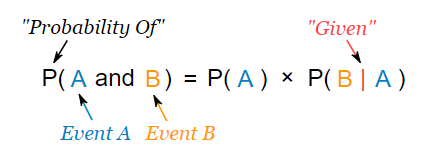 "Probability Of" "Given"
P( A and B ) = P( A ) × P( B | A )
Event A Event B